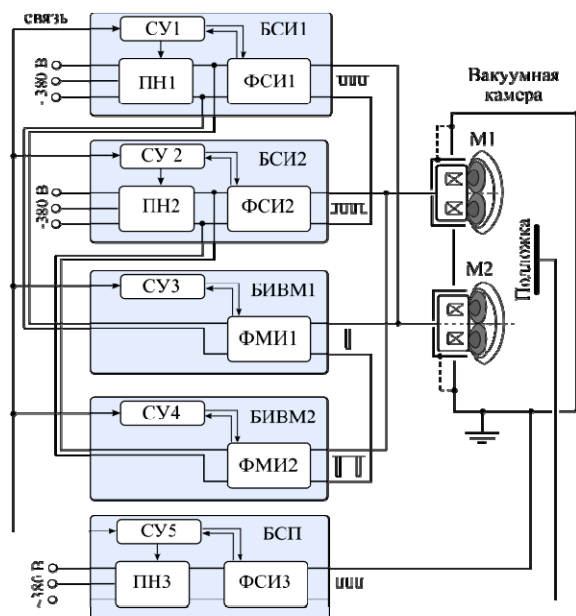 связь
СУ1
БСИ1
~380 В
ПН1
ФСИ1
Вакуумная
камера
М1
СУ 2
БСИ2
~380 В
ПН2
ФСИ2
Подложка
М2
СУ3
БИВМ1
ФМИ1
СУ4
БИВМ2
ФМИ2
СУ5
БСП
~380 В
ПН3
ФСИ3